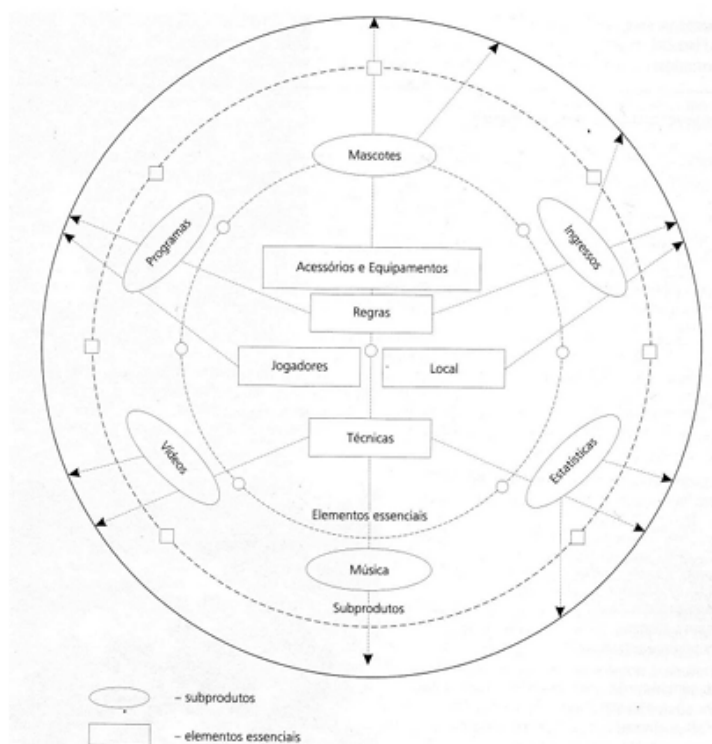 Mascotes
Programas
Ingressos
Acessórios e Equipamentos
Regras
Jogadores
Local
Técnicas
Vídeos
Estatísticas
Elementos essenciais
Música
Subprodutos
– subprodutos
– elementos essenciais